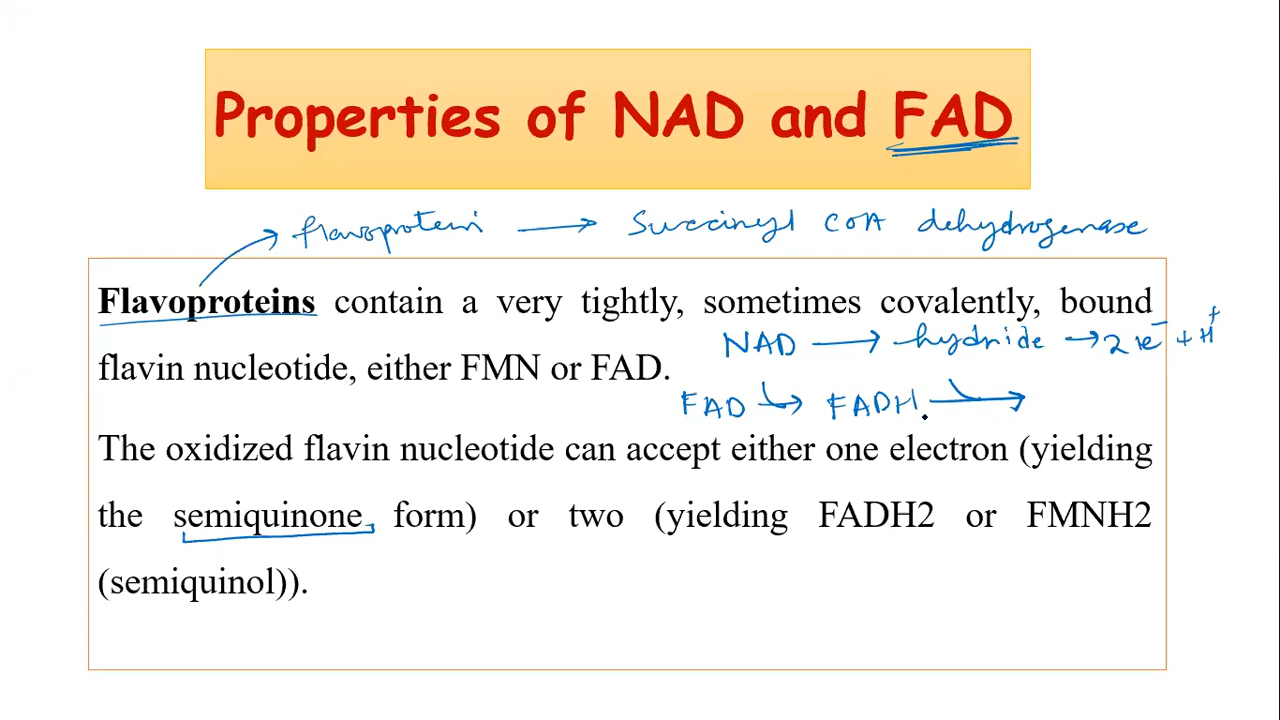 Properties of NAD and FAD
flavoprotein → Succinyl COA dehydrogenase
Flavoproteins contain a very tightly, sometimes covalently, bound
NAD → hydride → 2e⁻ + H⁺
flavin nucleotide, either FMN or FAD.
FAD → FADH →
The oxidized flavin nucleotide can accept either one electron (yielding
the semiquinone form) or two (yielding FADH2 or FMNH2
(semiquinol)).